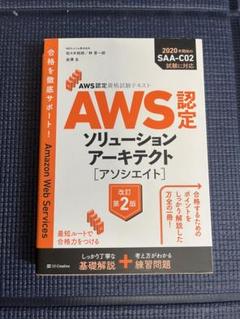 合格を徹底サポート!
Amazon Web Services
2020年開始の
SAA-C02
試験に対応
AWS認定資格試験テキスト
AWS認定
ソリューション
アーキテクト
[アソシエイト]
改訂
第2版
合格するための
ポイントを
しっかり解説した
万全の一冊!
最短ルートで
合格力をつける
しっかり丁寧な
基礎解説
+
考え方がわかる
練習問題
SB Creative